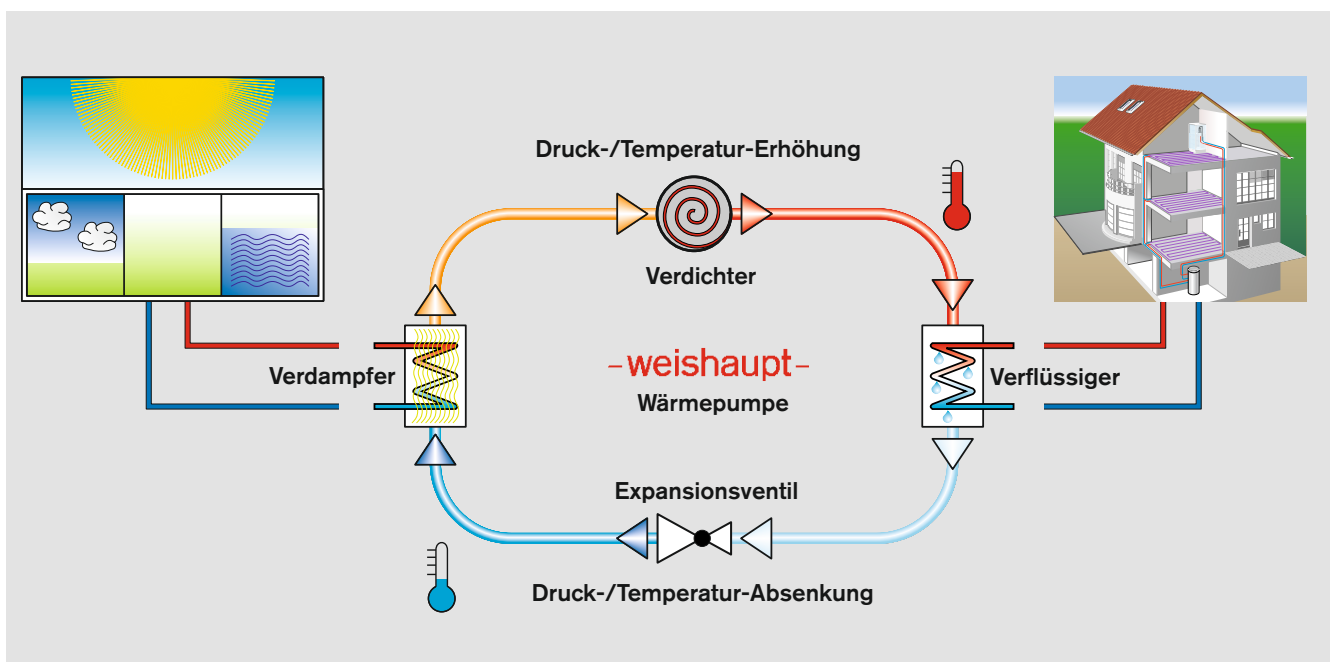 Druck-/Temperatur-Erhöhung
Verdichter
Verdampfer
-weishaupt-
Wärmepumpe
Verflüssiger
Expansionsventil
Druck-/Temperatur-Absenkung